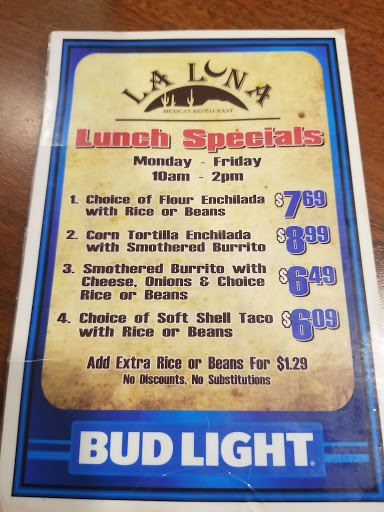 LA LUNA
MEXICAN RESTAURANT
Lunch Specials
Monday - Friday
10am - 2pm
1. Choice of Flour Enchilada $7.69
with Rice or Beans
2. Corn Tortilla Enchilada $8.99
with Smothered Burrito
3. Smothered Burrito with
Cheese, Onions & Choice $6.49
Rice or Beans
4. Choice of Soft Shell Taco $6.09
with Rice or Beans
Add Extra Rice or Beans For $1.29
No Discounts, No Substitutions
BUD LIGHT